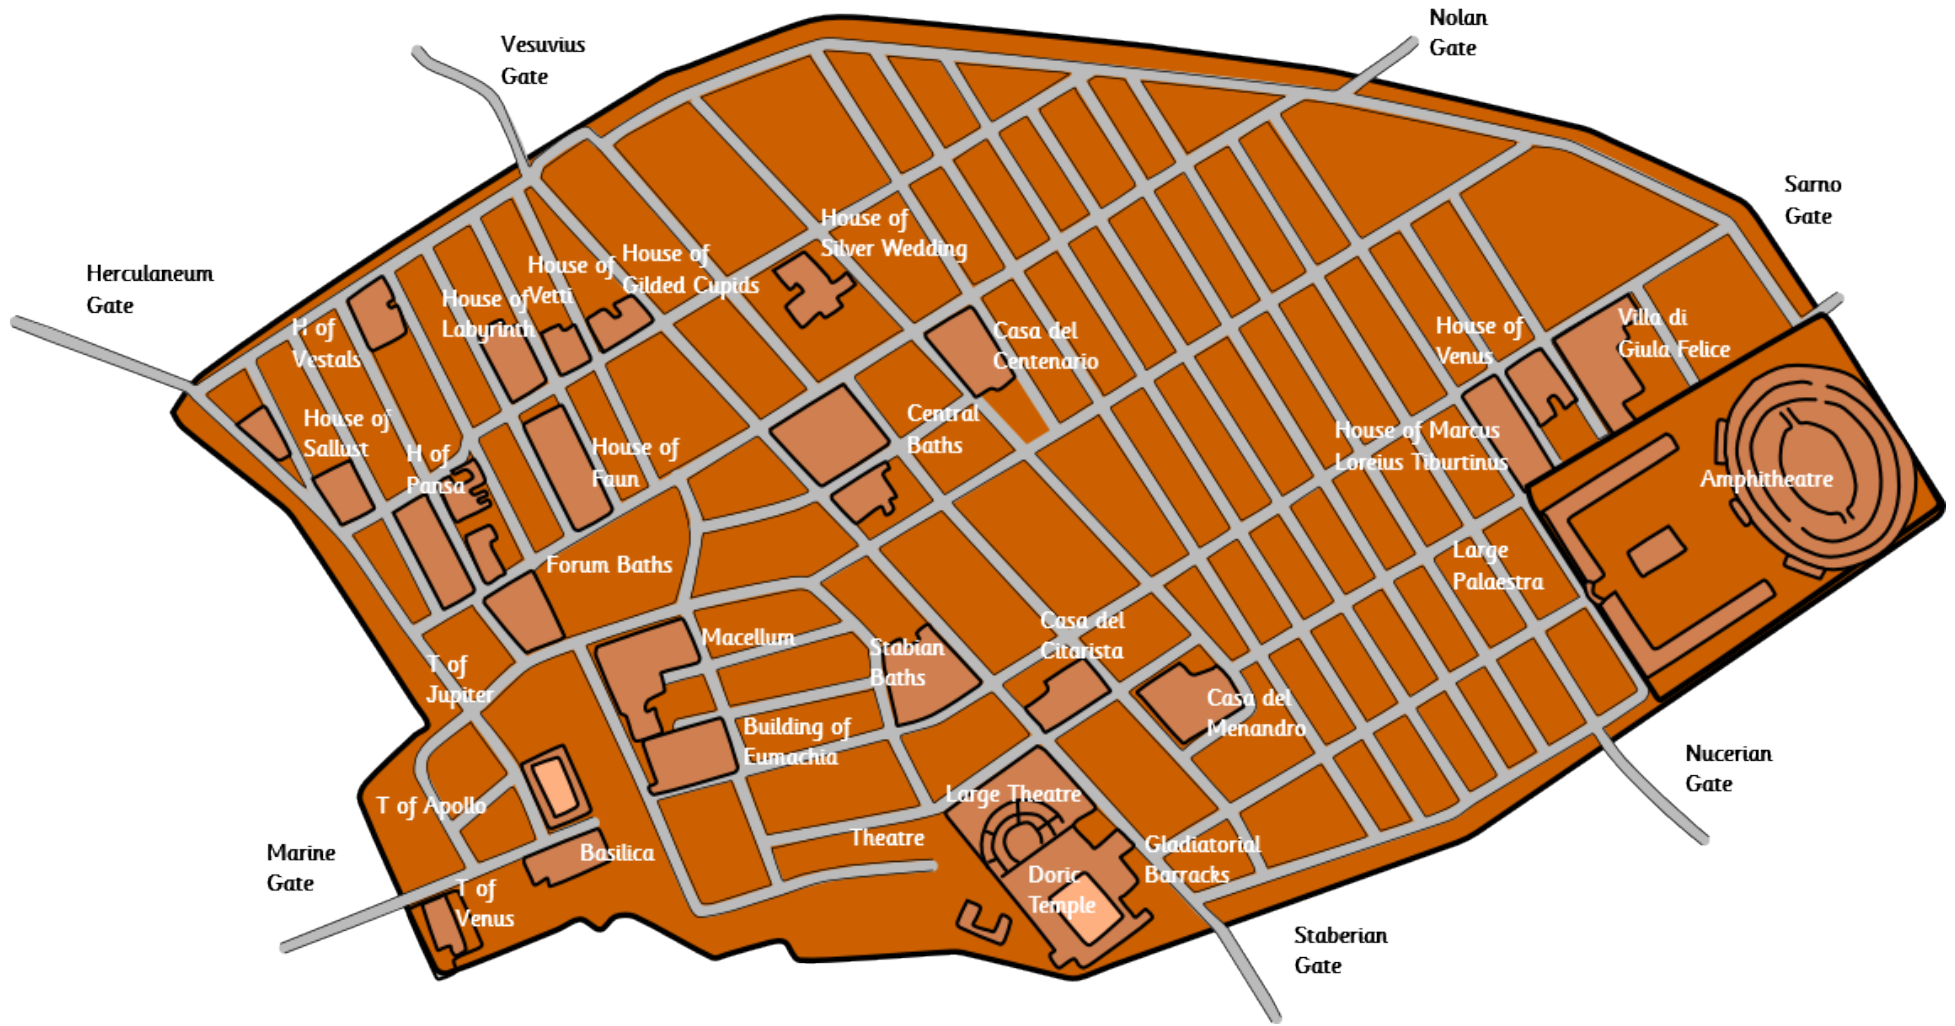 Nolan
Gate
Vesuvius
Gate
Sarno
Gate
Herculaneum
Gate
House of
Silver Wedding
House of
Gilded Cupids
House of
Vetti
House of
Labyrinth
H of
Vestals
Casa del
Centenario
House of
Venus
Villa di
Giula Felice
House of
Sallust
Central
Baths
House of Marcus
Loreius Tiburtinus
H of
Pansa
House of
Faun
Amphitheatre
Forum Baths
Large
Palaestra
Macellum
Stabian
Baths
Casa del
Citarista
T of
Jupiter
Casa del
Menandro
Building of
Eumachia
Nucerian
Gate
T of Apollo
Large Theatre
Theatre
Basilica
Marine
Gate
Gladiatorial
Barracks
Doric
Temple
T of
Venus
Staberian
Gate